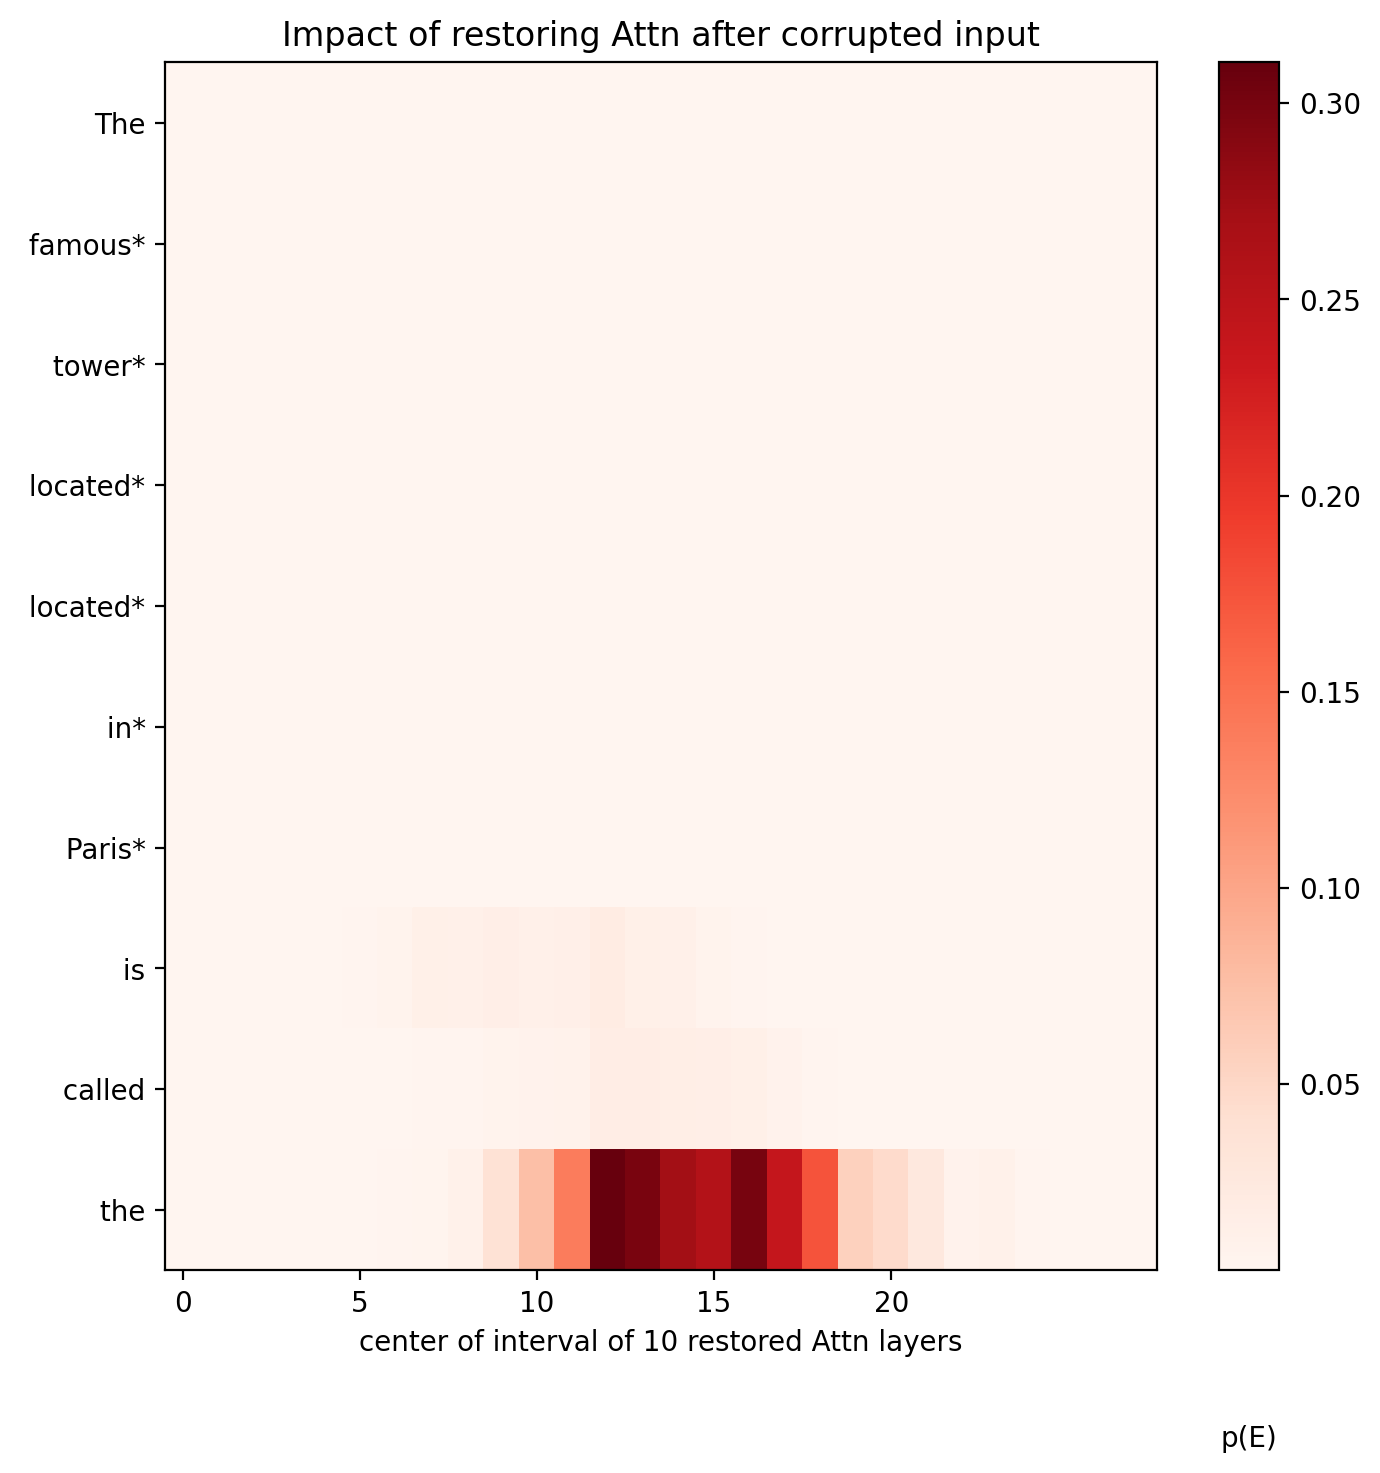 Impact of restoring Attn after corrupted input
The
famous*
tower*
located*
located*
in*
Paris*
is
called
the
0 5 10 15 20
center of interval of 10 restored Attn layers
0.30
0.25
0.20
0.15
0.10
0.05
p(E)